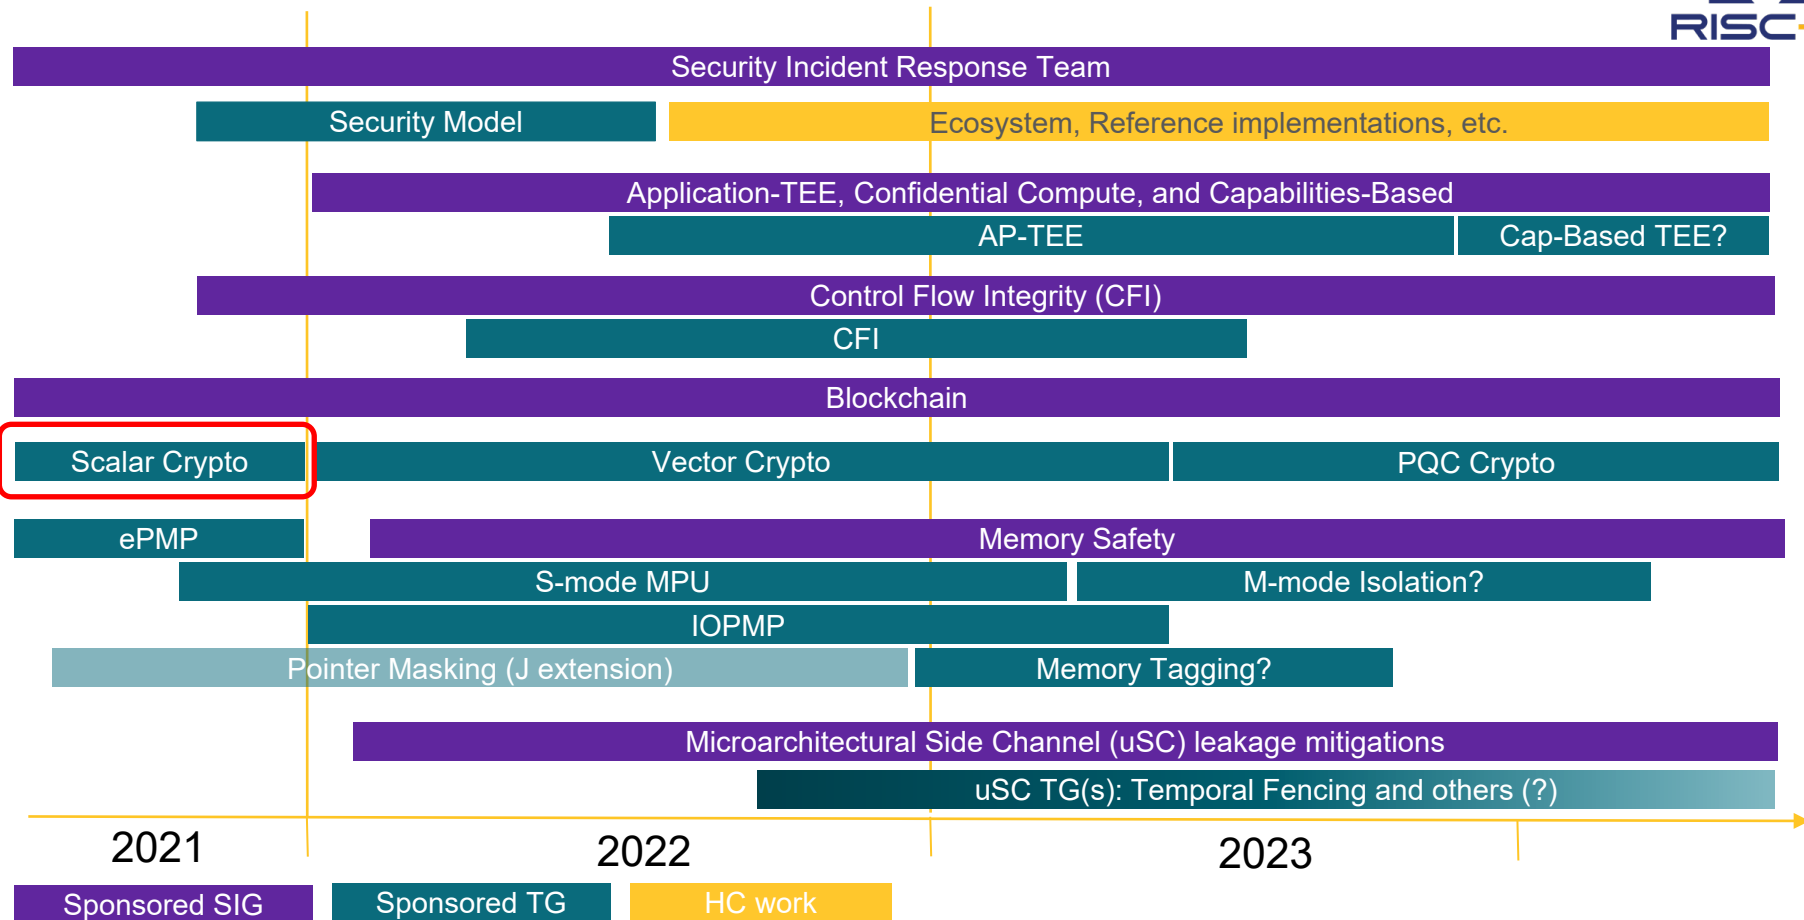 RISC
Security Incident Response Team
Security Model
Ecosystem, Reference implementations, etc.
Application-TEE, Confidential Compute, and Capabilities-Based
AP-TEE
Cap-Based TEE?
Control Flow Integrity (CFI)
CFI
Blockchain
Scalar Crypto
Vector Crypto
PQC Crypto
ePMP
Memory Safety
S-mode MPU
M-mode Isolation?
IOPMP
Pointer Masking (J extension)
Memory Tagging?
Microarchitectural Side Channel (uSC) leakage mitigations
uSC TG(s): Temporal Fencing and others (?)
2021
2022
2023
Sponsored SIG
Sponsored TG
HC work